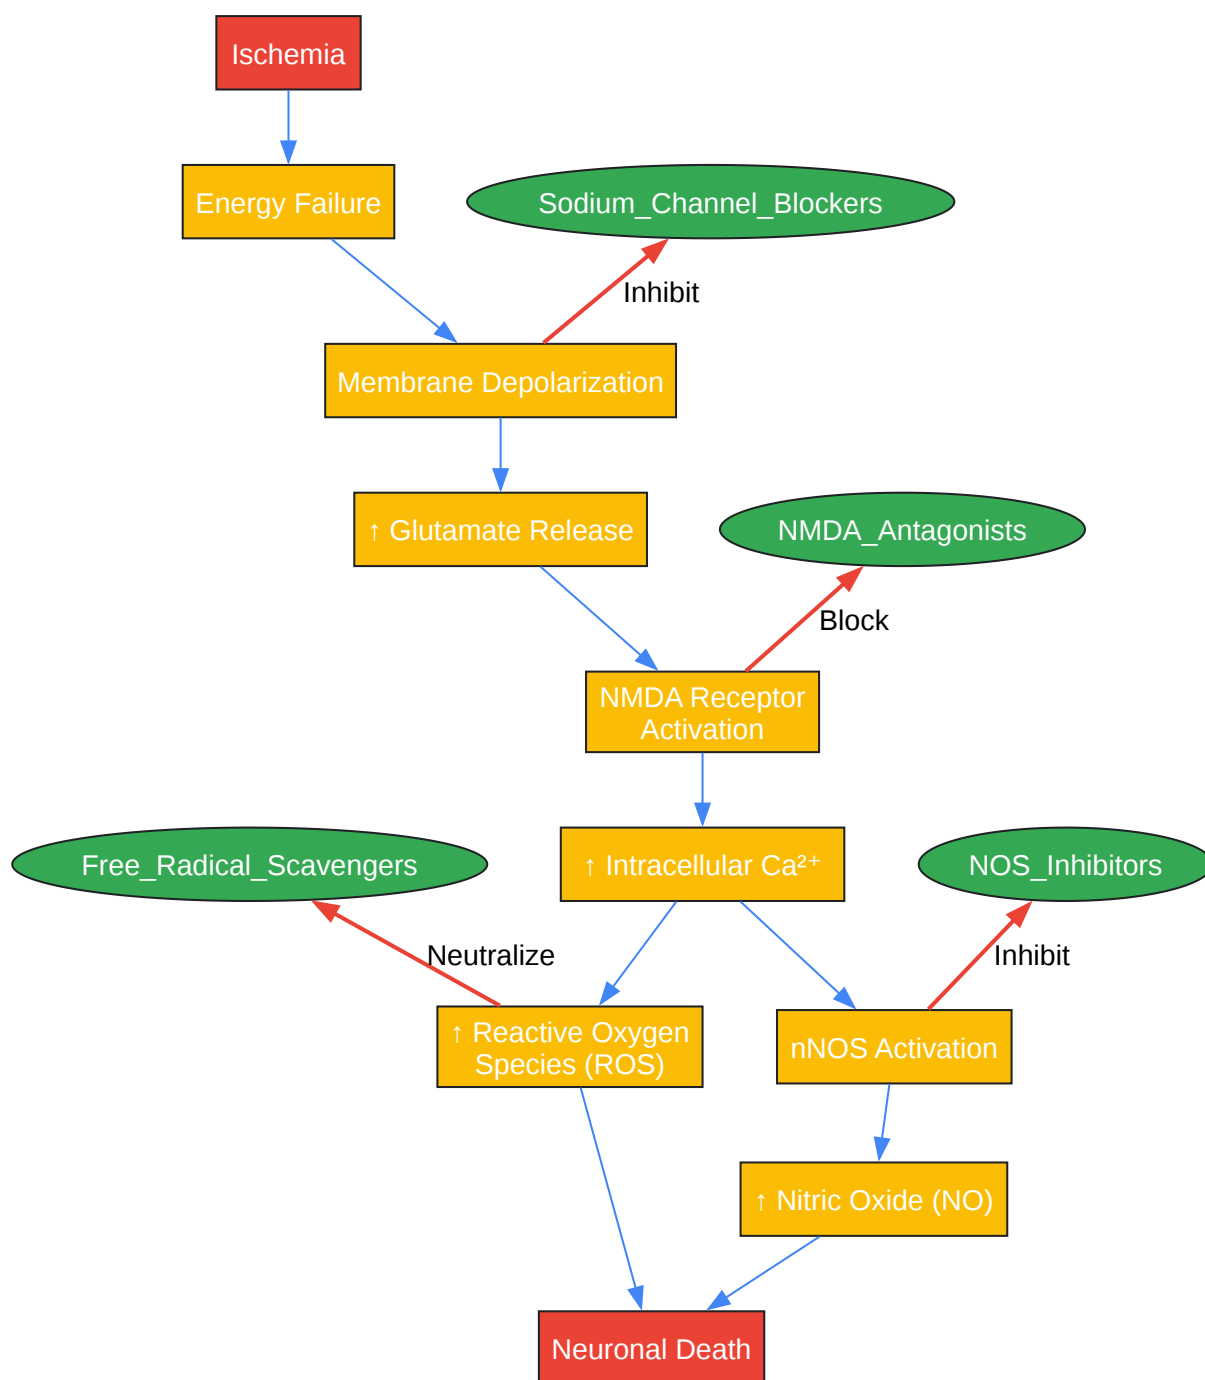 Ischemia
Energy Failure
Sodium_Channel_Blockers
Inhibit
Membrane Depolarization
↑ Glutamate Release
NMDA_Antagonists
Block
NMDA Receptor
Activation
Free_Radical_Scavengers
↑ Intracellular Ca²⁺
NOS_Inhibitors
Neutralize
Inhibit
↑ Reactive Oxygen
Species (ROS)
nNOS Activation
↑ Nitric Oxide (NO)
Neuronal Death